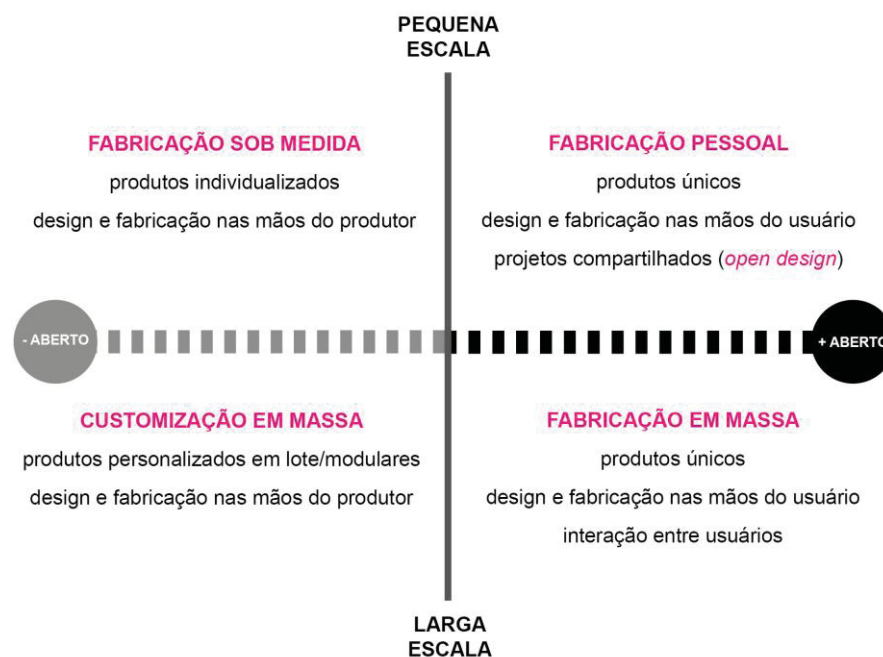 PEQUENA
ESCALA
FABRICAÇÃO SOB MEDIDA
produtos individualizados
design e fabricação nas mãos do produtor
FABRICAÇÃO PESSOAL
produtos únicos
design e fabricação nas mãos do usuário
projetos compartilhados (open design)
- ABERTO
+ ABERTO
CUSTOMIZAÇÃO EM MASSA
produtos personalizados em lote/modulares
design e fabricação nas mãos do produtor
FABRICAÇÃO EM MASSA
produtos únicos
design e fabricação nas mãos do usuário
interação entre usuários
LARGA
ESCALA